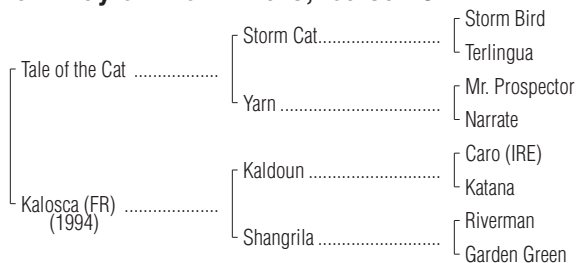 Tale of the Cat ..................
Kalosca (FR) ....................
(1994)
Storm Cat..........................
Yarn ..................................
Kaldoun ............................
Shangrila ..........................
Storm Bird
Terlingua
Mr. Prospector
Narrate
Caro (IRE)
Katana
Riverman
Garden Green